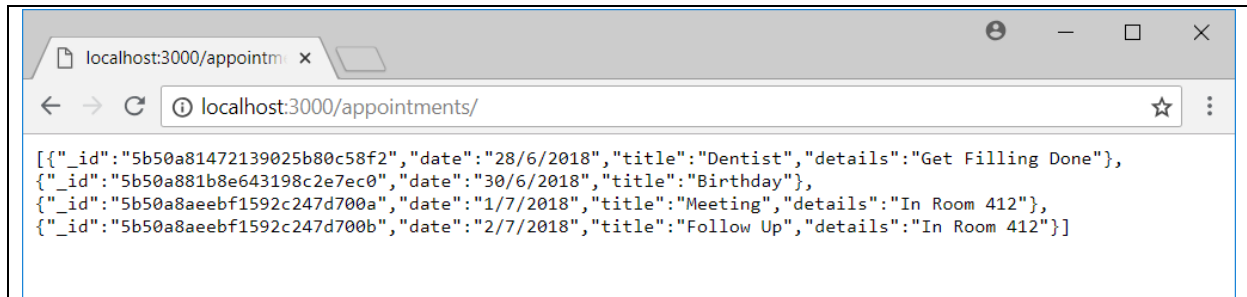 localhost:3000/appointm
localhost:3000/appointments/
[{"_id":"5b50a81472139025b80c58f2","date":"28/6/2018","title":"Dentist","details":"Get Filling Done"},
{"_id":"5b50a881b8e643198c2e7ec0","date":"30/6/2018","title":"Birthday"},
{"_id":"5b50a8aeebf1592c247d700a","date":"1/7/2018","title":"Meeting","details":"In Room 412"},
{"_id":"5b50a8aeebf1592c247d700b","date":"2/7/2018","title":"Follow Up","details":"In Room 412"}]